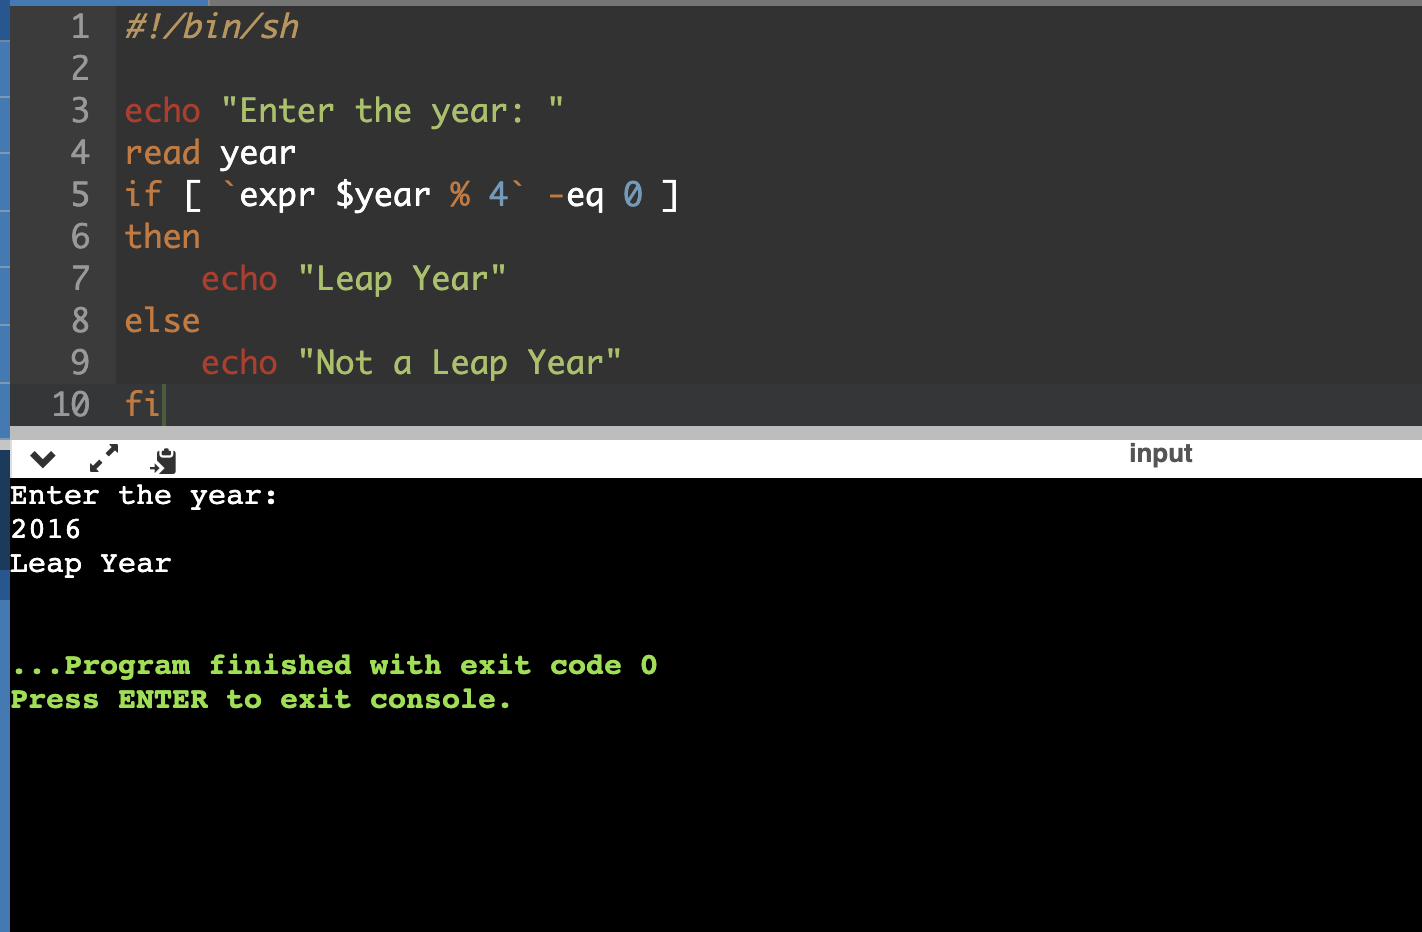 1 #!/bin/sh
2
3 echo "Enter the year: "
4 read year
5 if [ `expr $year % 4` -eq 0 ]
6 then
7     echo "Leap Year"
8 else
9     echo "Not a Leap Year"
10 fi
input
Enter the year:
2016
Leap Year
...Program finished with exit code 0
Press ENTER to exit console.